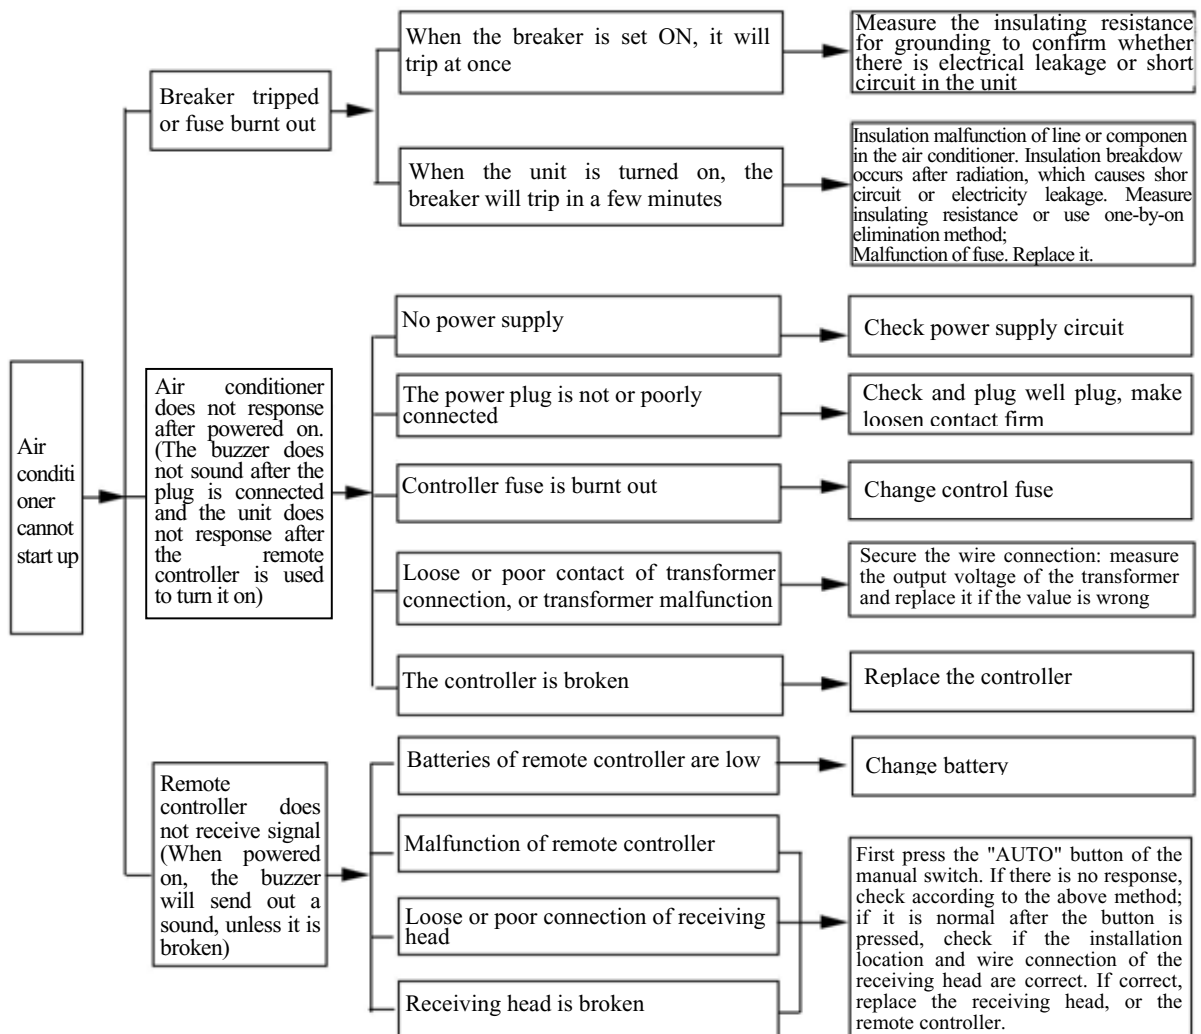 Air
conditi
oner
cannot
start up
Breaker tripped
or fuse burnt out
When the breaker is set ON, it will
trip at once
Measure the insulating resistance
for grounding to confirm whether
there is electrical leakage or short
circuit in the unit
When the unit is turned on, the
breaker will trip in a few minutes
Insulation malfunction of line or componen
in the air conditioner. Insulation breakdow
occurs after radiation, which causes shor
circuit or electricity leakage. Measure
insulating resistance or use one-by-on
elimination method;
Malfunction of fuse. Replace it.
Air conditioner
does not response
after powered on.
(The buzzer does
not sound after the
plug is connected
and the unit does
not response after
the remote
controller is used
to turn it on)
No power supply
Check power supply circuit
The power plug is not or poorly
connected
Check and plug well plug, make
loosen contact firm
Controller fuse is burnt out
Change control fuse
Loose or poor contact of transformer
connection, or transformer malfunction
Secure the wire connection: measure
the output voltage of the transformer
and replace it if the value is wrong
The controller is broken
Replace the controller
Remote
controller does
not receive signal
(When powered
on, the buzzer
will send out a
sound, unless it is
broken)
Batteries of remote controller are low
Change battery
Malfunction of remote controller
Loose or poor connection of receiving
head
Receiving head is broken
First press the "AUTO" button of the
manual switch. If there is no response,
check according to the above method;
if it is normal after the button is
pressed, check if the installation
location and wire connection of the
receiving head are correct. If correct,
replace the receiving head, or the
remote controller.